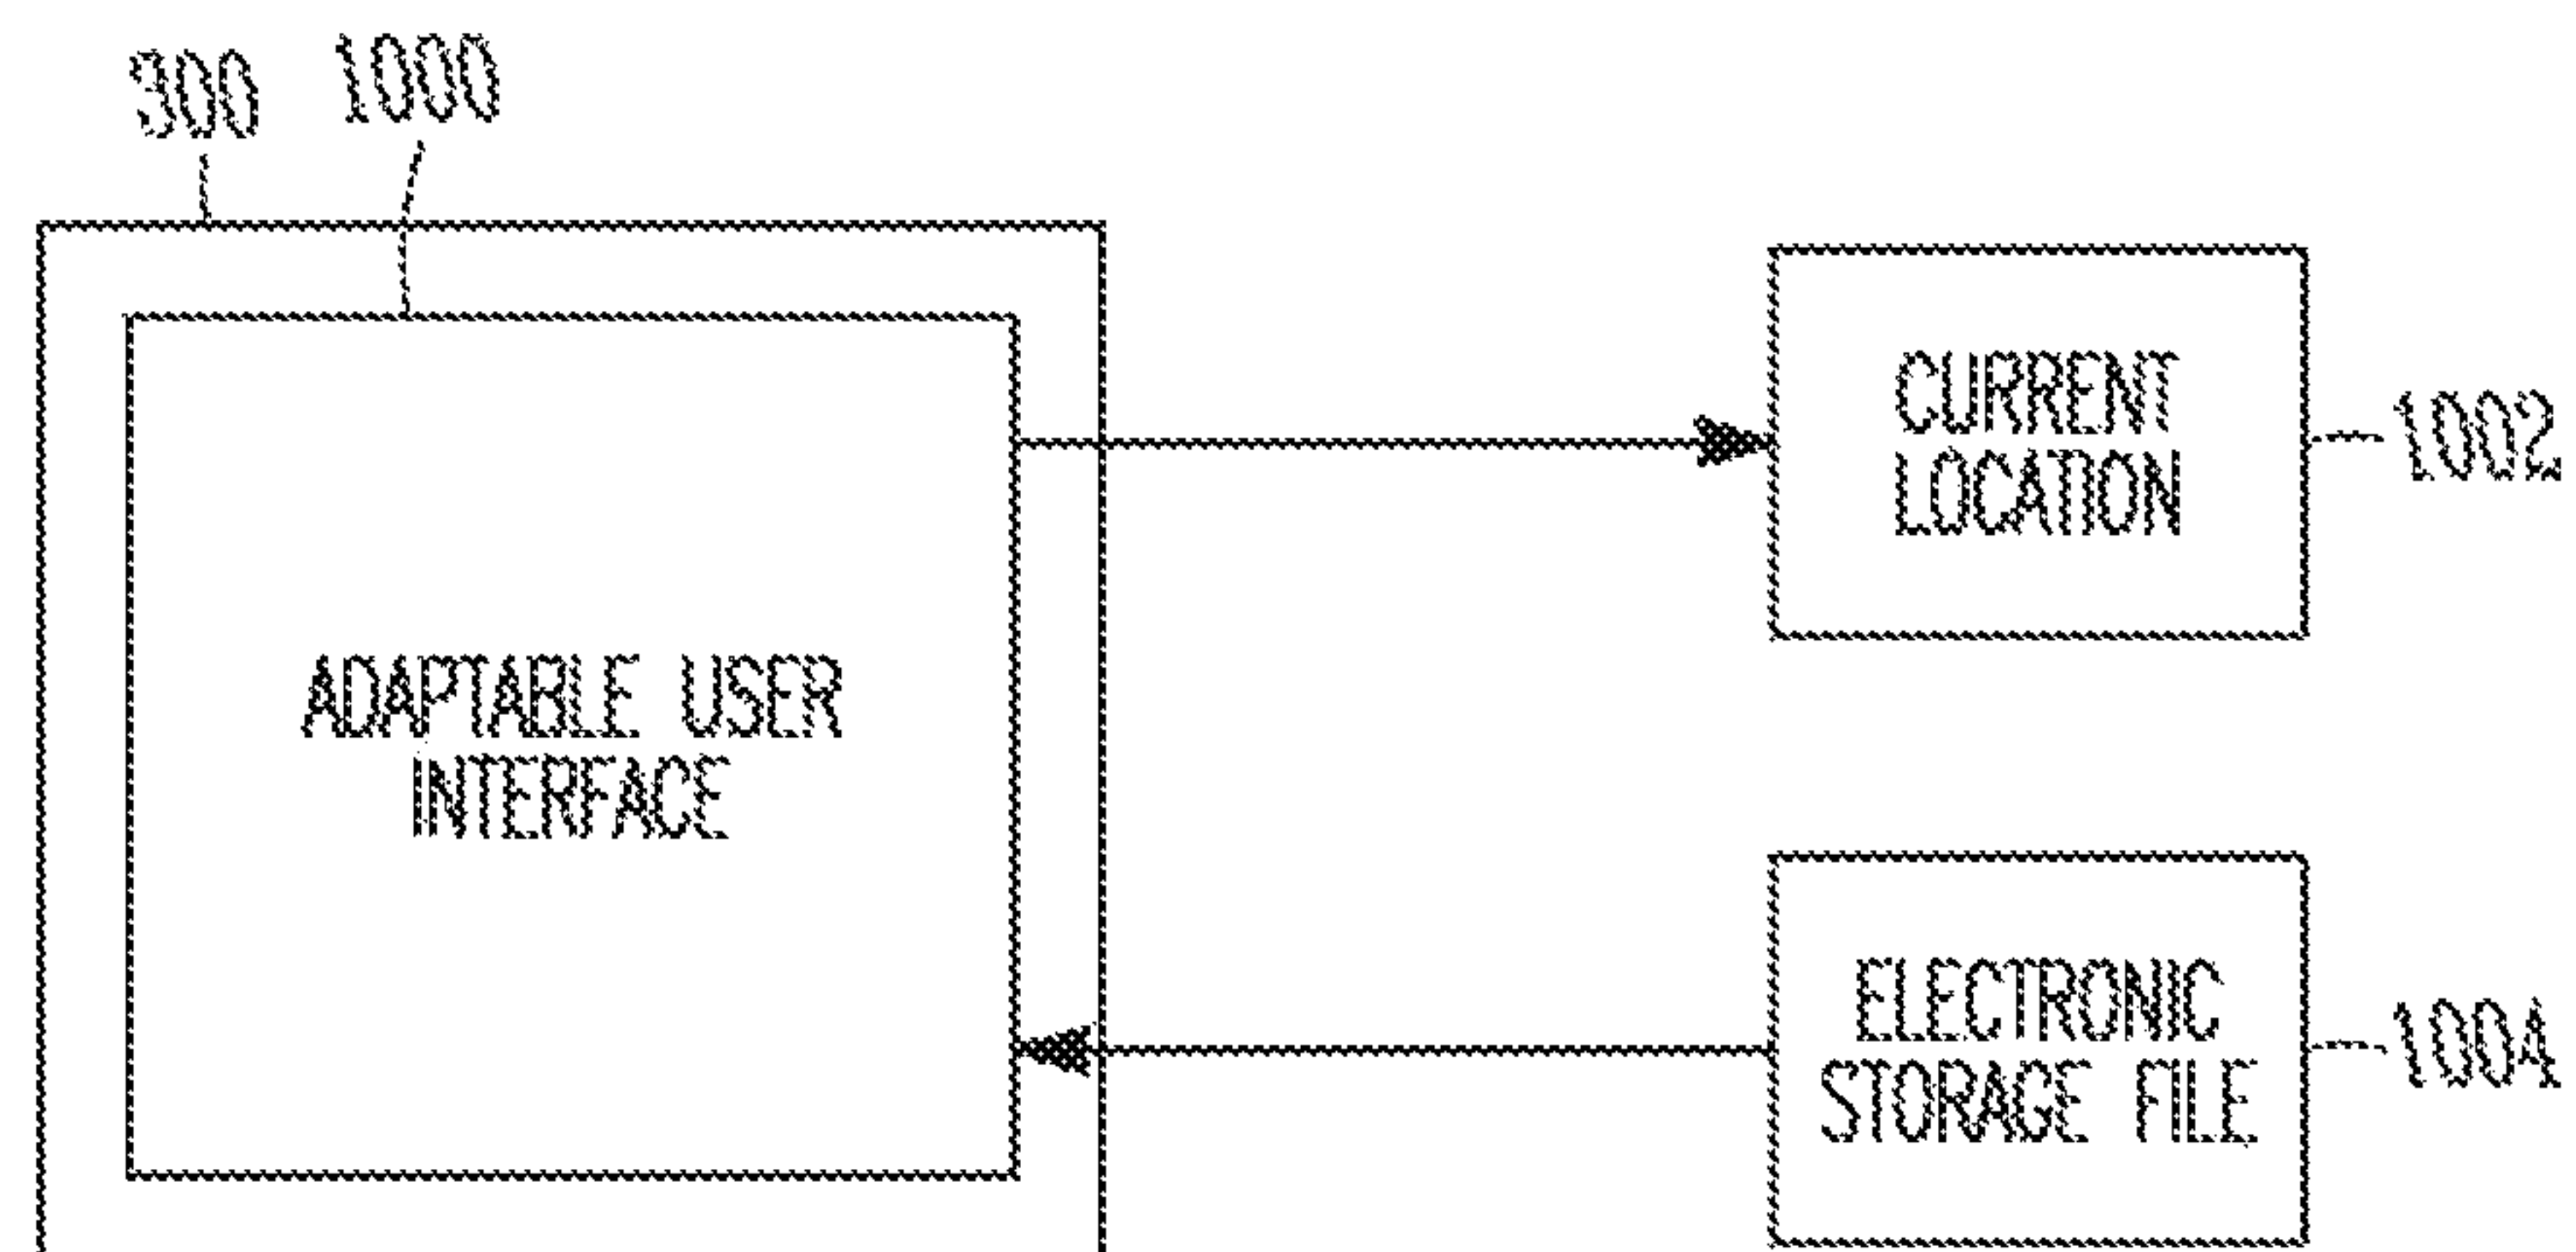 300 1000
CURRENT
LOCATION
1002
ADAPTABLE USER
INTERFACE
ELECTRONIC
STORAGE FILE
1004